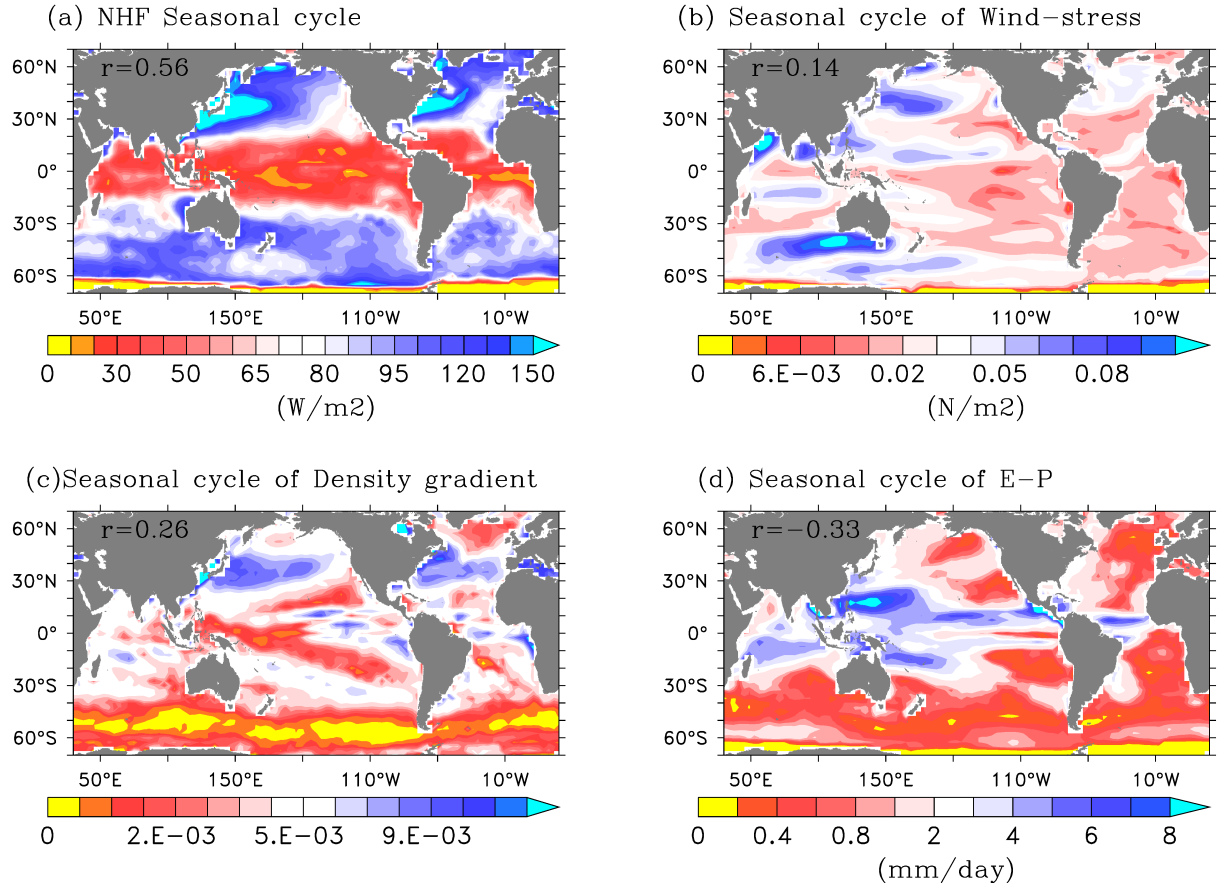 (a) NHF Seasonal cycle
(b) Seasonal cycle of Wind-stress
r=0.56
r=0.14
60°N
30°N
0°
30°S
60°S
60°N
30°N
0°
30°S
60°S
50°E 150°E 110°W 10°W
50°E 150°E 110°W 10°W
0 30 50 65 80 95 120 150
0 6.E-03 0.02 0.05 0.08
(W/m2)
(N/m2)
(c)Seasonal cycle of Density gradient
(d) Seasonal cycle of E-P
r=0.26
r=-0.33
60°N
30°N
0°
30°S
60°S
60°N
30°N
0°
30°S
60°S
50°E 150°E 110°W 10°W
50°E 150°E 110°W 10°W
0 2.E-03 5.E-03 9.E-03
0 0.4 0.8 2 4 6 8
(mm/day)